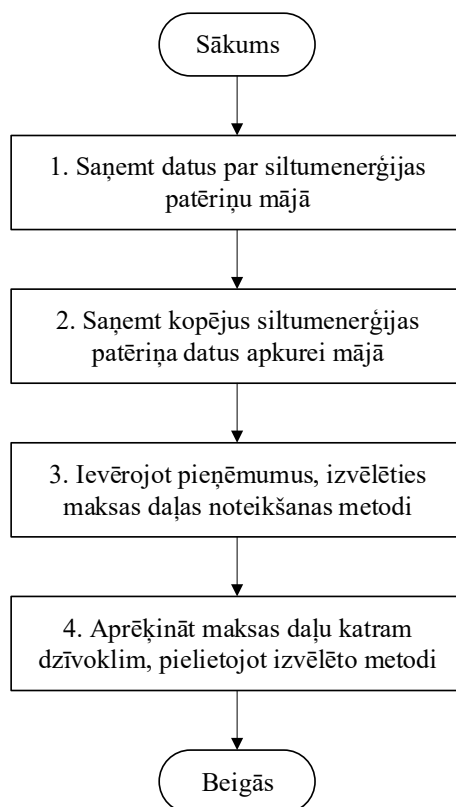 Sākums
1. Saņemt datus par siltumenerģijas
patēriņu mājā
2. Saņemt kopējus siltumenerģijas
patēriņa datus apkurei mājā
3. Ievērojot pieņēmumus, izvēlēties
maksas daļas noteikšanas metodi
4. Aprēķināt maksas daļu katram
dzīvoklim, pielietojot izvēlēto metodi
Beigās